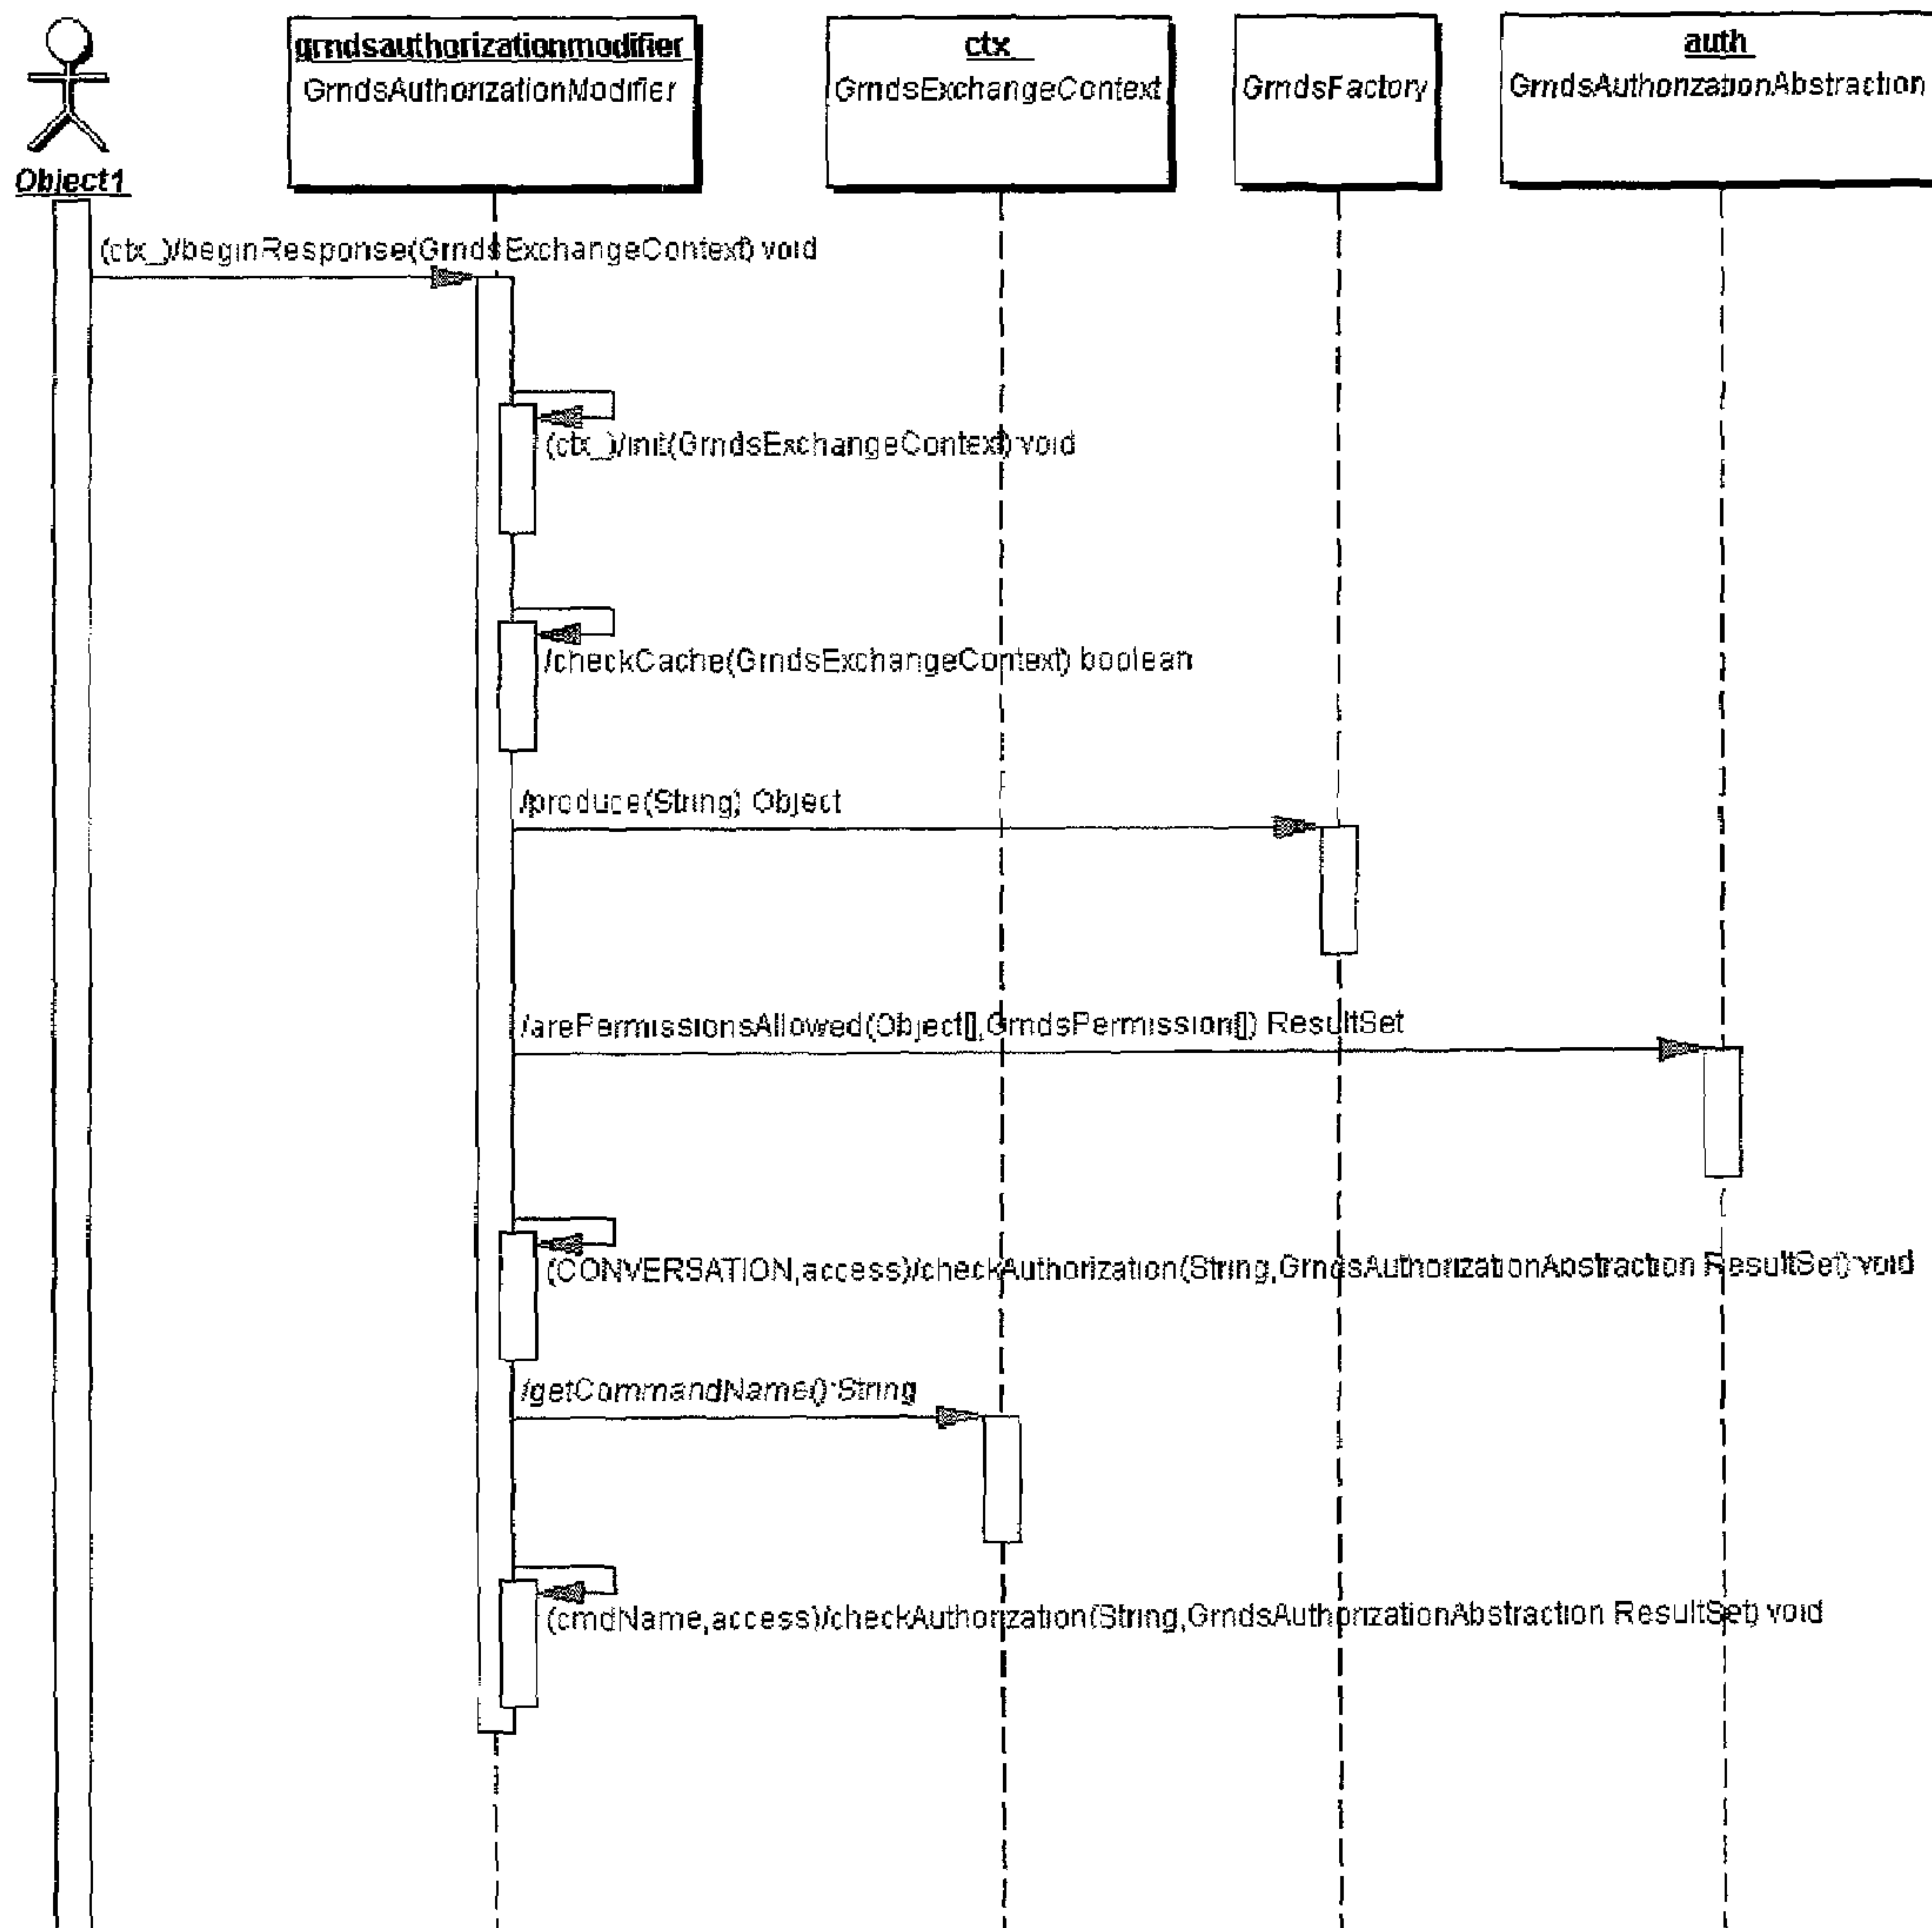 grndsauthorizationmodifier
GrndsAuthorizationModifier
ctx_
GrndsExchangeContext
GrndsFactory
auth
GrndsAuthorizationAbstraction
Object1
(ctx_)/beginResponse(GrndsExchangeContext) void
(ctx_)/init(GrndsExchangeContext) void
/checkCache(GrndsExchangeContext) boolean
/produce(String) Object
/arePermissionsAllowed(Object[],GrndsPermission[]) ResultSet
(CONVERSATION,access)/checkAuthorization(String,GrndsAuthorizationAbstraction ResultSet) void
/getCommandName():String
(cmdName,access)/checkAuthorization(String,GrndsAuthorizationAbstraction ResultSet) void